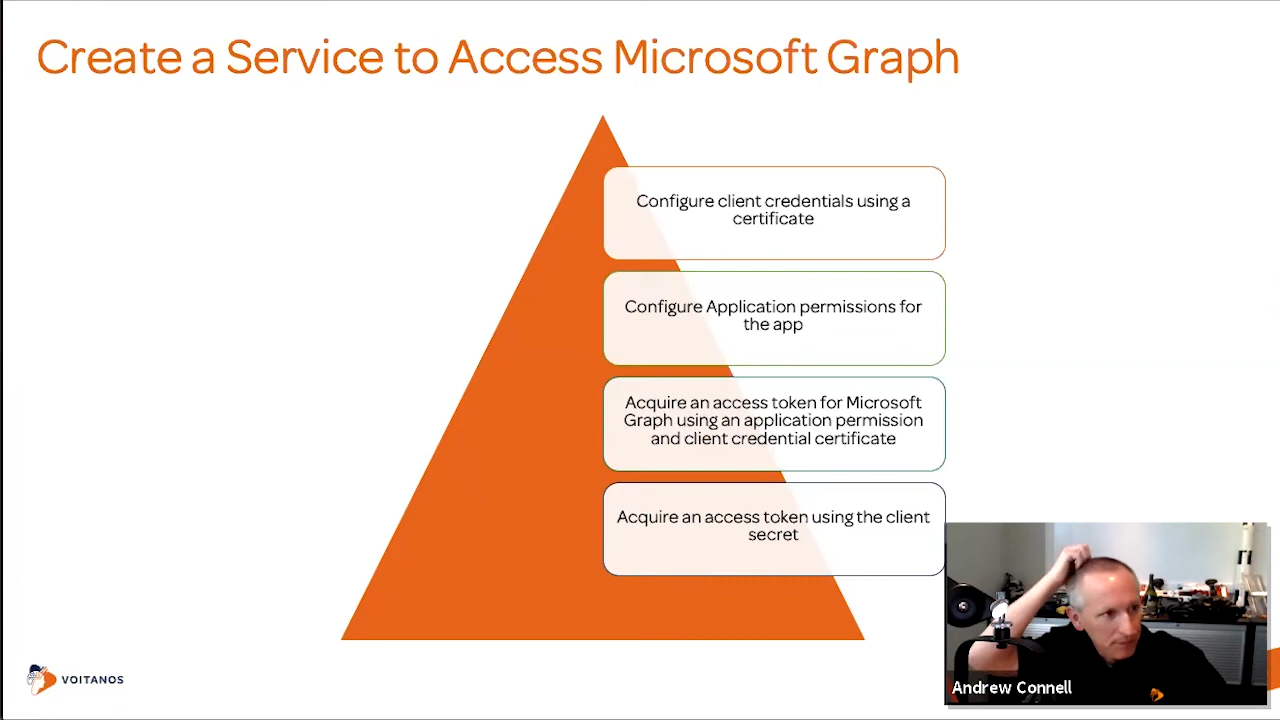 Create a Service to Access Microsoft Graph
Configure client credentials using a
certificate
Configure Application permissions for
the app
Acquire an access token for Microsoft
Graph using an application permission
and client credential certificate
Acquire an access token using the client
secret
VOITANOS
Andrew Connell